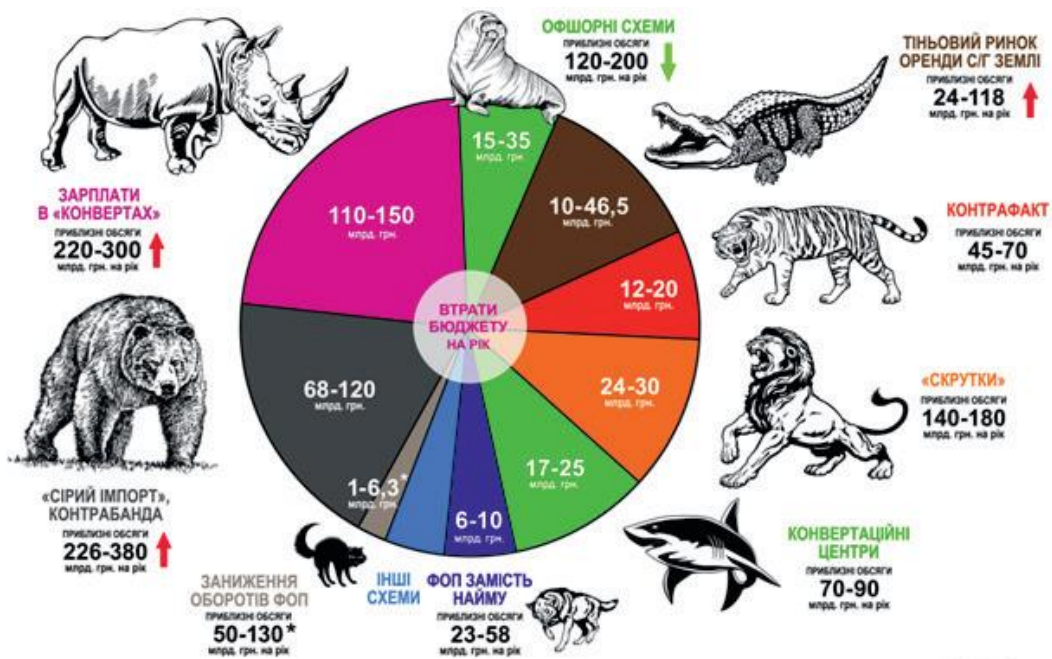 ОФШОРНІ СХЕМИ
ПРИБЛИЗНІ ОБСЯГИ
120-200
млрд. грн. на рік
ТІНЬОВИЙ РИНОК
ОРЕНДИ С/Г ЗЕМЛІ
ПРИБЛИЗНІ ОБСЯГИ
24-118
млрд. грн. на рік
КОНТРАФАКТ
ПРИБЛИЗНІ ОБСЯГИ
45-70
млрд. грн. на рік
«СКРУТКИ»
ПРИБЛИЗНІ ОБСЯГИ
140-180
млрд. грн. на рік
КОНВЕРТАЦІЙНІ
ЦЕНТРИ
ПРИБЛИЗНІ ОБСЯГИ
70-90
млрд. грн. на рік
ФОП ЗАМІСТЬ
НАЙМУ
ПРИБЛИЗНІ ОБСЯГИ
23-58
млрд. грн. на рік
ІНШІ
СХЕМИ
ЗАНИЖЕННЯ
ОБОРОТІВ ФОП
ПРИБЛИЗНІ ОБСЯГИ
50-130*
млрд. грн. на рік
«СІРИЙ ІМПОРТ»,
КОНТРАБАНДА
ПРИБЛИЗНІ ОБСЯГИ
226-380
млрд. грн. на рік
ЗАРПЛАТИ
В «КОНВЕРТАХ»
ПРИБЛИЗНІ ОБСЯГИ
220-300
млрд. грн. на рік
15-35
млрд. грн.
10-46,5
млрд. грн.
12-20
млрд. грн.
24-30
млрд. грн.
17-25
млрд. грн.
6-10
млрд. грн.
1-6,3*
млрд. грн.
68-120
млрд. грн.
110-150
млрд. грн.
ВТРАТИ
БЮДЖЕТУ
НА РІК